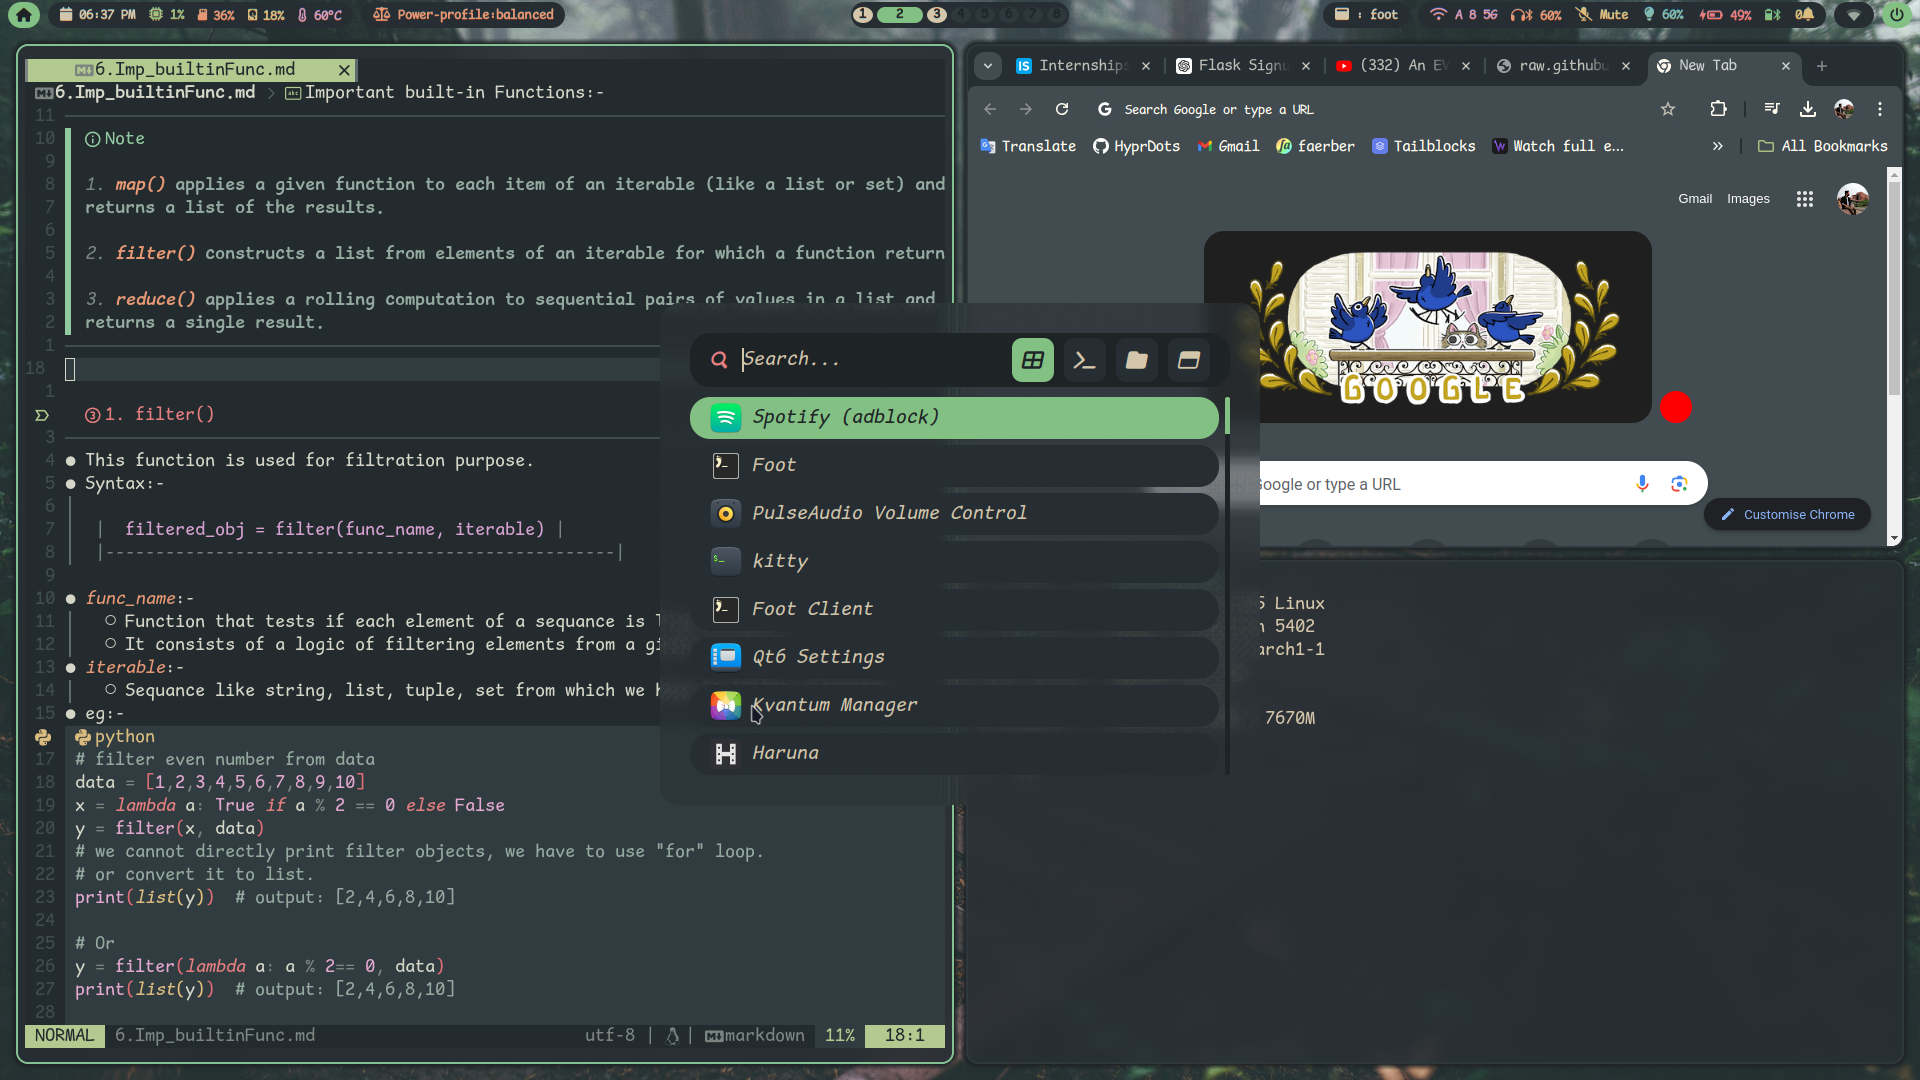 06:37 PM 1% 36% 18% 60°C Power-profile:balanced
1 2 3 4 5 6 7 8
: foot A 8 5G 60% Mute 60% 49% 0
6.Imp_builtinFunc.md
6.Imp_builtinFunc.md > Important built-in Functions:-
11
10 Note
9
8 1. map() applies a given function to each item of an iterable (like a list or set) and
7 returns a list of the results.
6
5 2. filter() constructs a list from elements of an iterable for which a function return
4
3 3. reduce() applies a rolling computation to sequential pairs of values in a list and
2 returns a single result.
1
18
1
3 1. filter()
3
4 ● This function is used for filtration purpose.
5 ● Syntax:-
6
7 | filtered_obj = filter(func_name, iterable) |
8 |---------------------------------------------------|
9
10 ● func_name:-
11 ○ Function that tests if each element of a sequance is
12 ○ It consists of a logic of filtering elements from a
13 ● iterable:-
14 ○ Sequance like string, list, tuple, set from which we
15 ● eg:-
python
17 # filter even number from data
18 data = [1,2,3,4,5,6,7,8,9,10]
19 x = lambda a: True if a % 2 == 0 else False
20 y = filter(x, data)
21 # we cannot directly print filter objects, we have to use "for" loop.
22 # or convert it to list.
23 print(list(y)) # output: [2,4,6,8,10]
24
25 # Or
26 y = filter(lambda a: a % 2== 0, data)
27 print(list(y)) # output: [2,4,6,8,10]
28
NORMAL 6.Imp_builtinFunc.md utf-8 | | markdown 11% 18:1
Internships Flask Signu (332) An EV raw.githubu New Tab
Search Google or type a URL
Translate HyprDots Gmail faerber Tailblocks Watch full e... » All Bookmarks
Gmail Images
GOOGLE
Google or type a URL
Customise Chrome
Search...
Spotify (adblock)
Foot
PulseAudio Volume Control
kitty
Foot Client
Qt6 Settings
Kvantum Manager
Haruna
Linux
5402
arch1-1
7670M